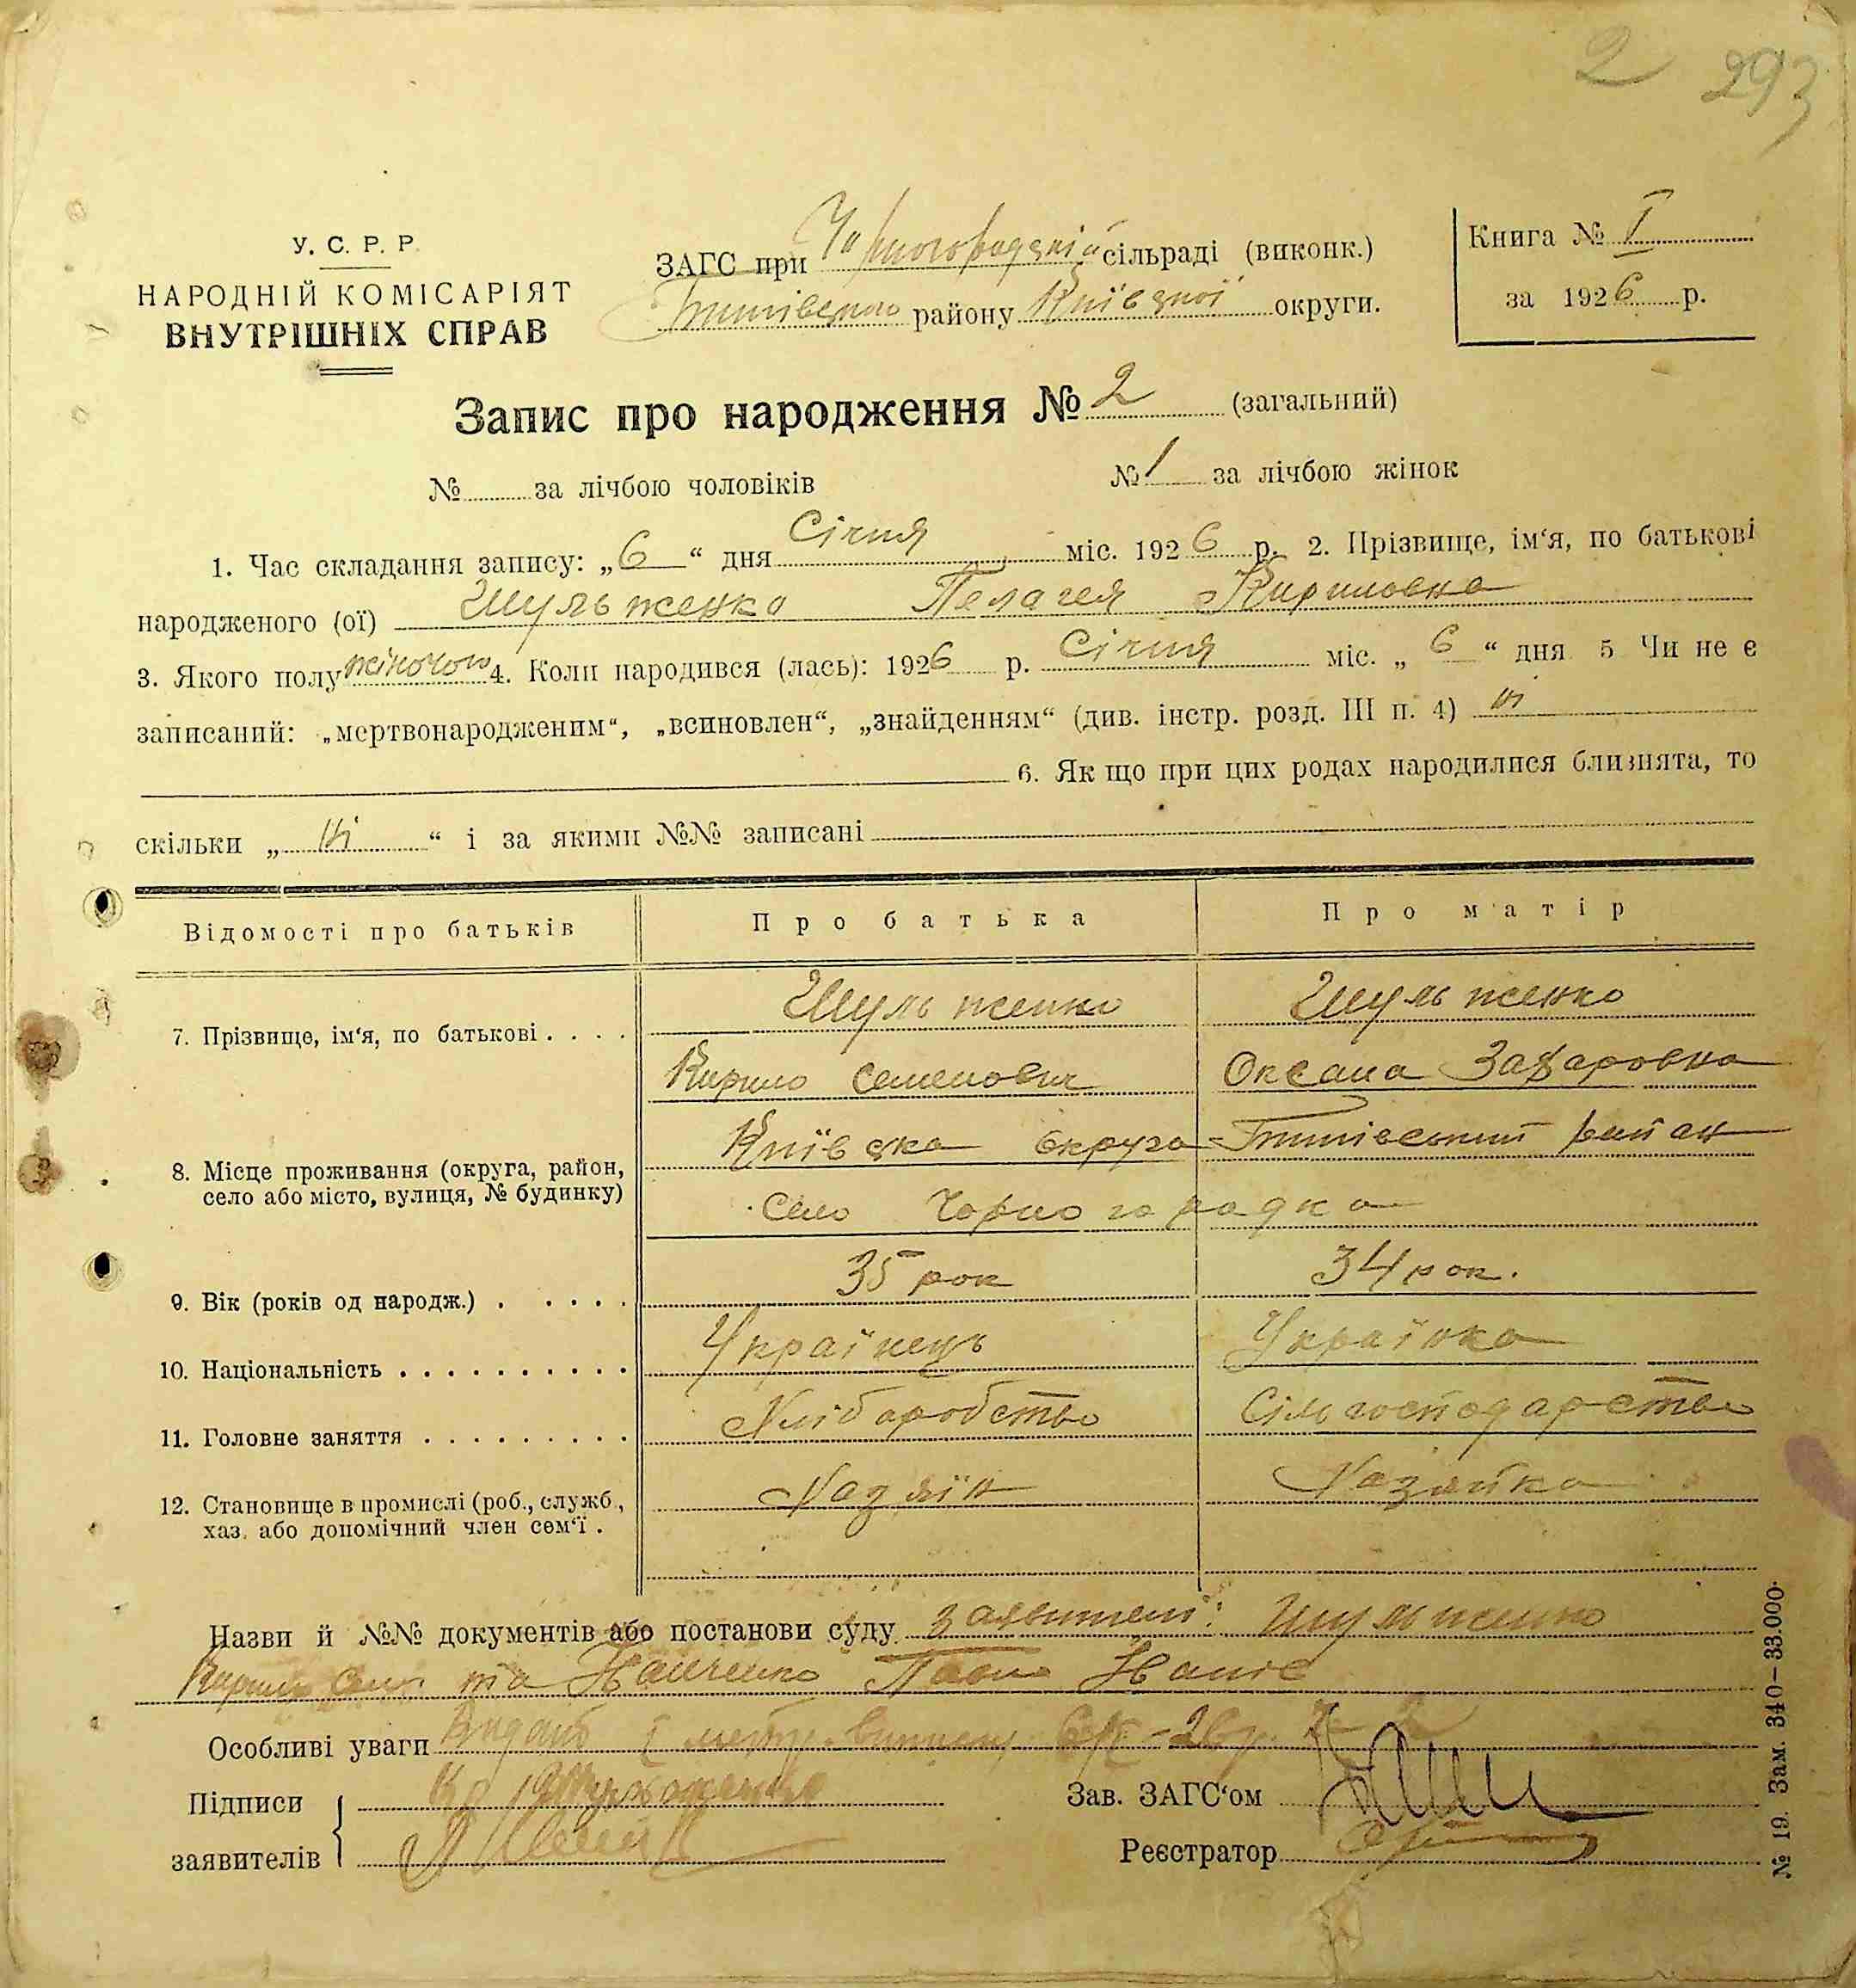 2 293
У. С. Р. Р.
НАРОДНІЙ КОМІСАРІЯТ
ВНУТРІШНІХ СПРАВ
ЗАГС при Чорногородській сільраді (виконк.)
району Київської округи.
Книга № I
за 1926 р.
Запис про народження № 2 (загальний)
№ за лічбою чоловіків № 1 за лічбою жінок
1. Час складання запису: „6“ дня Січня міс. 1926 р. 2. Прізвище, ім‘я, по батькові
народженого (ої) Шульженко Пелагея Кириловна
3. Якого полу жіночого 4. Коли народився (лась): 1926 р. Січня міс. „6“ дня 5 Чи не є
записаний: „мертвонародженим“, „всиновлен“, „знайденням“ (див. інстр. розд. III п. 4) ні
6. Як що при цих родах народилися близнята, то
скільки „ні“ і за якими №№ записані
Відомості про батьків Про батька Про матір
7. Прізвище, ім‘я, по батькові . . . . Шульженко Шульженко
Кирило Семенович Оксана Захаровна
8. Місце проживання (округа, район, село або місто, вулиця, № будинку) Київська округа район
Село Чорногородка
9. Вік (років од народж.) . . . . . 35 рок 34 рок.
10. Національність . . . . . . . . . . Українець Українка
11. Головне заняття . . . . . . . . . Хліборобство Сільгосподарство
12. Становище в промислі (роб., служб., хаз. або допомічний член сем‘ї . Хазяїн Хазяйка
Назви й №№ документів або постанови суду заявителі: Шульженко
Кирило Сем. та
Особливі уваги
Підписи
заявителів
Зав. ЗАГС‘ом
Реєстратор
№ 19. Зам. 340–33.000.